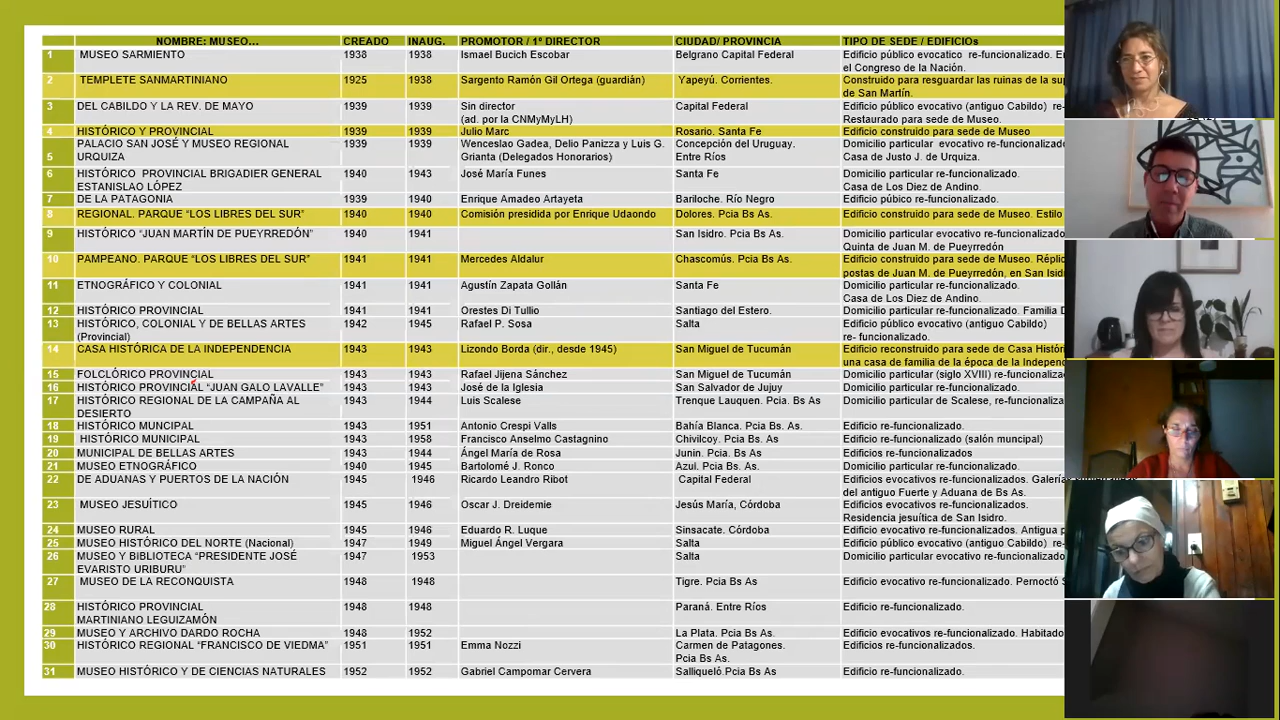 NOMBRE: MUSEO... CREADO INAUG. PROMOTOR / 1º DIRECTOR CIUDAD/ PROVINCIA TIPO DE SEDE / EDIFICIOs
1 MUSEO SARMIENTO 1938 1938 Ismael Bucich Escobar Belgrano Capital Federal Edificio público evocatico re-funcionalizado. En
el Congreso de la Nación.
2 TEMPLETE SANMARTINIANO 1925 1938 Sargento Ramón Gil Ortega (guardián) Yapeyú. Corrientes. Construido para resguardar las ruinas de la
de San Martín.
3 DEL CABILDO Y LA REV. DE MAYO 1939 1939 Sin director Capital Federal Edificio público evocativo (antiguo Cabildo)
(ad. por la CNMyMyLH) Restaurado para sede de Museo.
4 HISTÓRICO Y PROVINCIAL 1939 1939 Julio Marc Rosario. Santa Fe Edificio construido para sede de Museo
5 PALACIO SAN JOSÉ Y MUSEO REGIONAL 1939 1939 Wenceslao Gadea, Delio Panizza y Luis G. Concepción del Uruguay. Domicilio particular evocativo re-funcionalizado.
URQUIZA Grianta (Delegados Honorarios) Entre Ríos Casa de Justo J. de Urquiza.
6 HISTÓRICO PROVINCIAL BRIGADIER GENERAL 1940 1943 José María Funes Santa Fe Domicilio particular re-funcionalizado.
ESTANISLAO LÓPEZ Casa de Los Diez de Andino.
7 DE LA PATAGONIA 1939 1940 Enrique Amadeo Artayeta Bariloche. Río Negro Edificio púbico re-funcionalizado.
8 REGIONAL. PARQUE “LOS LIBRES DEL SUR” 1940 1940 Comisión presidida por Enrique Udaondo Dolores. Pcia Bs As. Edificio construido para sede de Museo. Estilo
9 HISTÓRICO “JUAN MARTÍN DE PUEYRREDÓN” 1940 1941 San Isidro. Pcia Bs As. Domicilio particular evocativo re-funcionalizado
Quinta de Juan M. de Pueyrredón
10 PAMPEANO. PARQUE “LOS LIBRES DEL SUR” 1941 1941 Mercedes Aldalur Chascomús. Pcia Bs As. Edificio construido para sede de Museo. Réplic
postas de Juan M. de Pueyrredón, en San Isid
11 ETNOGRÁFICO Y COLONIAL 1941 1941 Agustín Zapata Gollán Santa Fe Domicilio particular re-funcionalizado.
Casa de Los Diez de Andino.
12 HISTÓRICO PROVINCIAL 1941 1941 Orestes Di Tullio Santiago del Estero. Domicilio particular re-funcionalizado. Familia D
13 HISTÓRICO, COLONIAL Y DE BELLAS ARTES 1942 1945 Rafael P. Sosa Salta Edificio público evocativo (antiguo Cabildo)
(Provincial) re- funcionalizado.
14 CASA HISTÓRICA DE LA INDEPENDENCIA 1943 1943 Lizondo Borda (dir., desde 1945) San Miguel de Tucumán Edificio reconstruido para sede de Casa Histór
una casa de familia de la época de la Indepen
15 FOLCLÓRICO PROVINCIAL 1943 1943 Rafael Jijena Sánchez San Miguel de Tucumán Domicilio particular (siglo XVIII) re-funcionaliz
16 HISTÓRICO PROVINCIAL “JUAN GALO LAVALLE” 1943 1943 José de la Iglesia San Salvador de Jujuy Domicilio particular re-funcionalizado.
17 HISTÓRICO REGIONAL DE LA CAMPAÑA AL 1943 1944 Luis Scalese Trenque Lauquen. Pcia. Bs As Domicilio particular de Scalese, re-funcionaliz
DESIERTO
18 HISTÓRICO MUNCIPAL 1943 1951 Antonio Crespi Valls Bahía Blanca. Pcia Bs As. Edificio re-funcionalizado.
19 HISTÓRICO MUNICIPAL 1943 1958 Francisco Anselmo Castagnino Chivilcoy. Pcia Bs As Edificio re-funcionalizado (salón muncipal)
20 MUNICIPAL DE BELLAS ARTES 1943 1944 Ángel María de Rosa Junin. Pcia Bs As Edificio re-funcionalizados
21 MUSEO ETNOGRÁFICO 1940 1945 Bartolomé J. Ronco Azul. Pcia Bs. As. Domicilio particular re-funcionalizado.
22 DE ADUANAS Y PUERTOS DE LA NACIÓN 1945 1946 Ricardo Leandro Ribot Capital Federal Edificios evocativos re-funcionalizado. Galerías
del antiguo Fuerte y Aduana de Bs As.
23 MUSEO JESUÍTICO 1945 1946 Oscar J. Dreidemie Jesús María, Córdoba Edificios evocativos re-funcionalizados.
Residencia jesuítica de San Isidro.
24 MUSEO RURAL 1945 1946 Eduardo R. Luque Sinsacate. Córdoba Edificio evocativo re-funcionalizado. Antigua p
25 MUSEO HISTÓRICO DEL NORTE (Nacional) 1947 1949 Miguel Ángel Vergara Salta Edificio público evocativo (antiguo Cabildo) re-
26 MUSEO Y BIBLIOTECA “PRESIDENTE JOSÉ 1947 1953 Salta Domicilio particular evocativo re-funcionalizado
EVARISTO URIBURU”
27 MUSEO DE LA RECONQUISTA 1948 1948 Tigre. Pcia Bs As Edificio evocativo re-funcionalizado. Pernoctó S
28 HISTÓRICO PROVINCIAL 1948 1948 Paraná. Entre Ríos Edificio re-funcionalizado.
MARTINIANO LEGUIZAMÓN
29 MUSEO Y ARCHIVO DARDO ROCHA 1948 1952 La Plata. Pcia Bs As. Edificio evocativos re-funcionalizado. Habitado
30 HISTÓRICO REGIONAL “FRANCISCO DE VIEDMA” 1951 1951 Emma Nozzi Carmen de Patagones. Edificio re-funcionalizados.
Pcia Bs As.
31 MUSEO HISTÓRICO Y DE CIENCIAS NATURALES 1952 1952 Gabriel Campomar Cervera Salliqueló.Pcia Bs As Edificio re-funcionalizado.